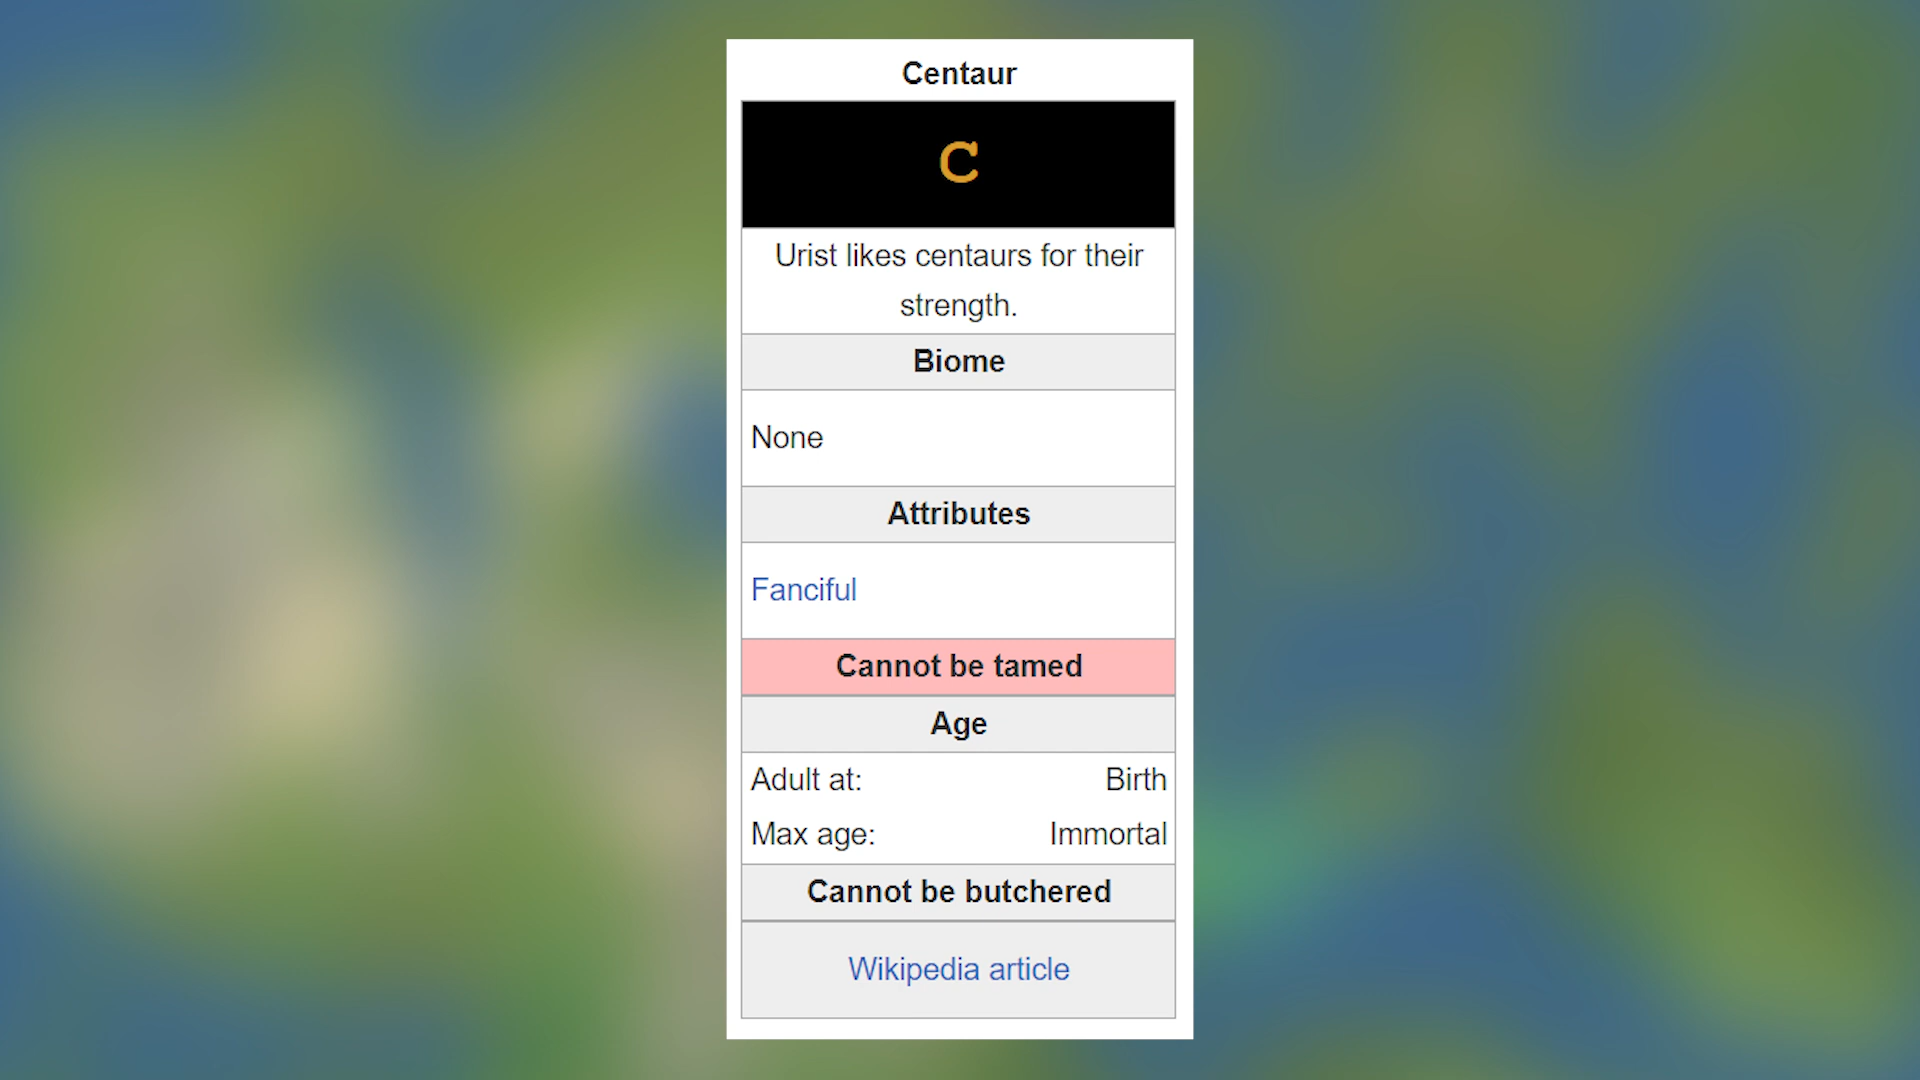 Centaur
C
Urist likes centaurs for their
strength.
Biome
None
Attributes
Fanciful
Cannot be tamed
Age
Adult at: Birth
Max age: Immortal
Cannot be butchered
Wikipedia article